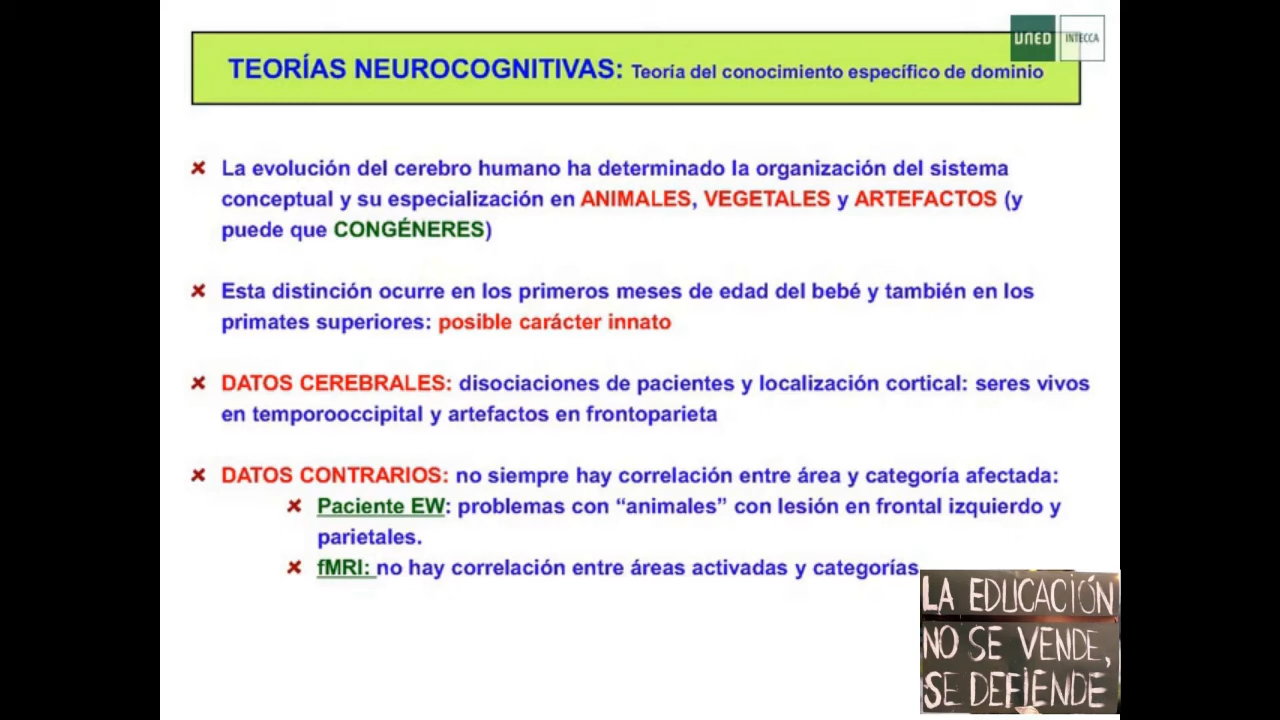 UNED INTECCA
TEORÍAS NEUROCOGNITIVAS: Teoría del conocimiento específico de dominio
La evolución del cerebro humano ha determinado la organización del sistema
conceptual y su especialización en ANIMALES, VEGETALES y ARTEFACTOS (y
puede que CONGÉNERES)
Esta distinción ocurre en los primeros meses de edad del bebé y también en los
primates superiores: posible carácter innato
DATOS CEREBRALES: disociaciones de pacientes y localización cortical: seres vivos
en temporooccipital y artefactos en frontoparieta
DATOS CONTRARIOS: no siempre hay correlación entre área y categoría afectada:
Paciente EW: problemas con “animales” con lesión en frontal izquierdo y
parietales.
fMRI: no hay correlación entre áreas activadas y categorías
LA EDUCACIÓN
NO SE VENDE,
SE DEFIENDE